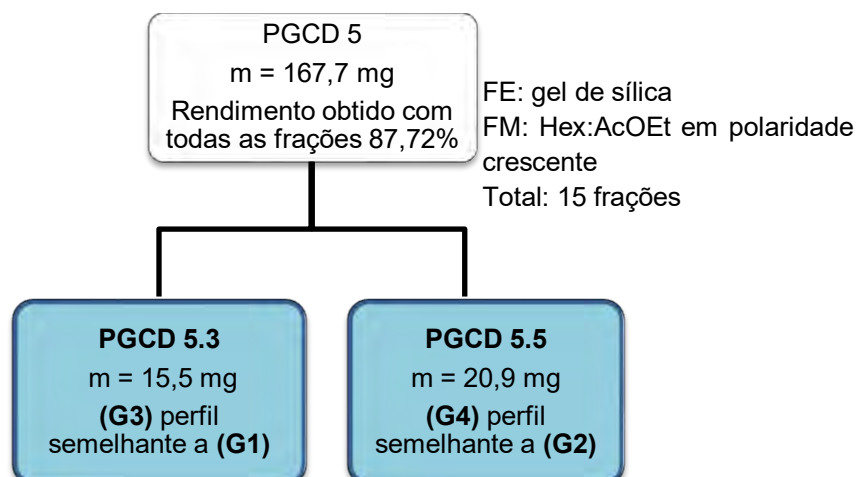 PGCD 5
m = 167,7 mg
Rendimento obtido com
todas as frações 87,72%
FE: gel de sílica
FM: Hex:AcOEt em polaridade
crescente
Total: 15 frações
PGCD 5.3
m = 15,5 mg
(G3) perfil
semelhante a (G1)
PGCD 5.5
m = 20,9 mg
(G4) perfil
semelhante a (G2)